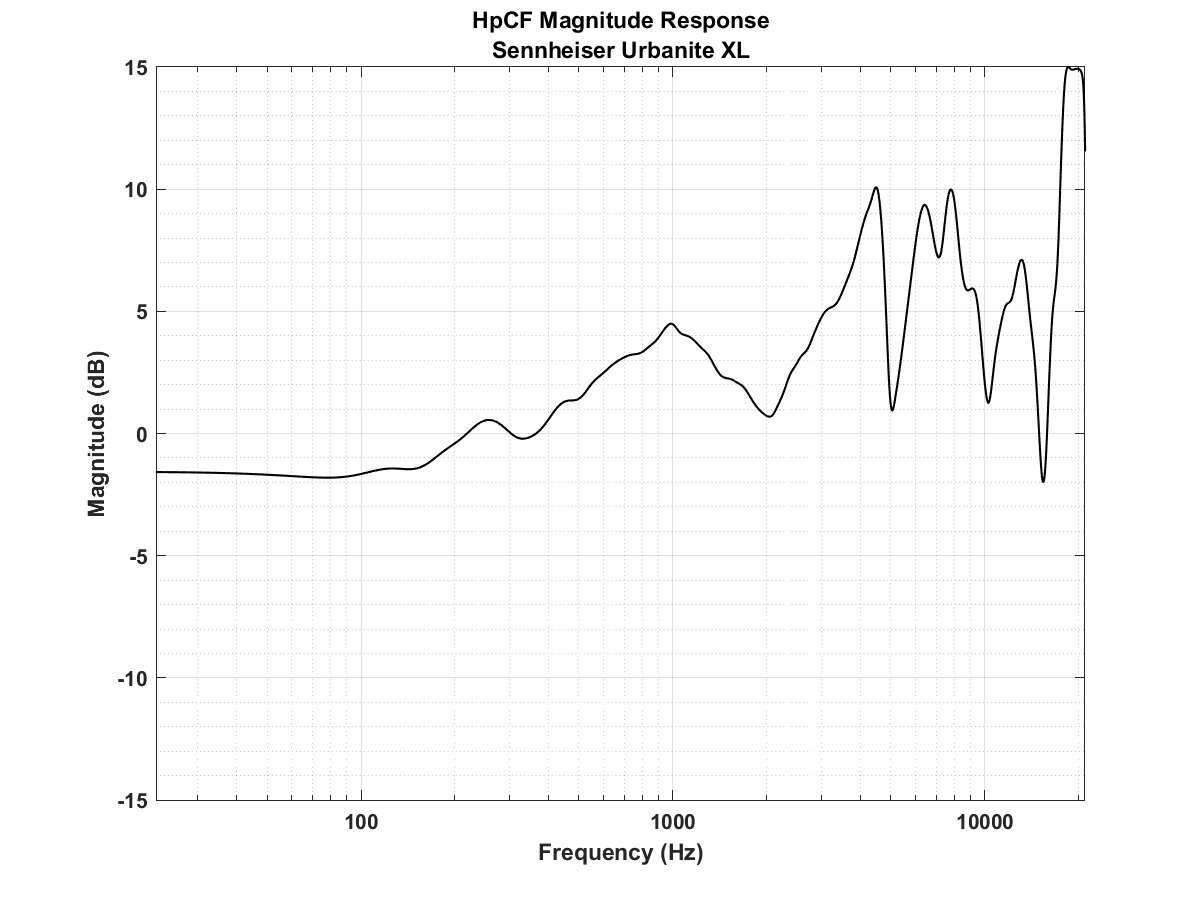 HpCF Magnitude Response
Sennheiser Urbanite XL
15
10
5
0
-5
-10
-15
Magnitude (dB)
100
1000
10000
Frequency (Hz)